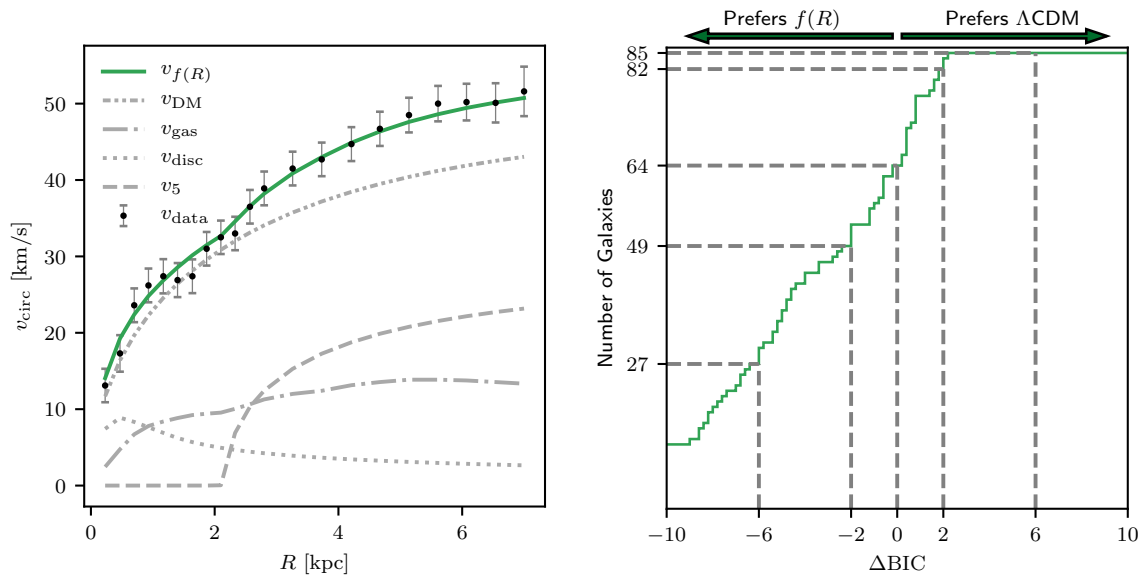 v_f(R)
v_DM
v_gas
v_disc
v_5
v_data
50
40
30
20
10
0
v_circ [km/s]
0
2
4
6
R [kpc]
Prefers f(R)
Prefers ΛCDM
85
82
64
49
27
Number of Galaxies
−10
−6
−2
0
2
6
10
ΔBIC